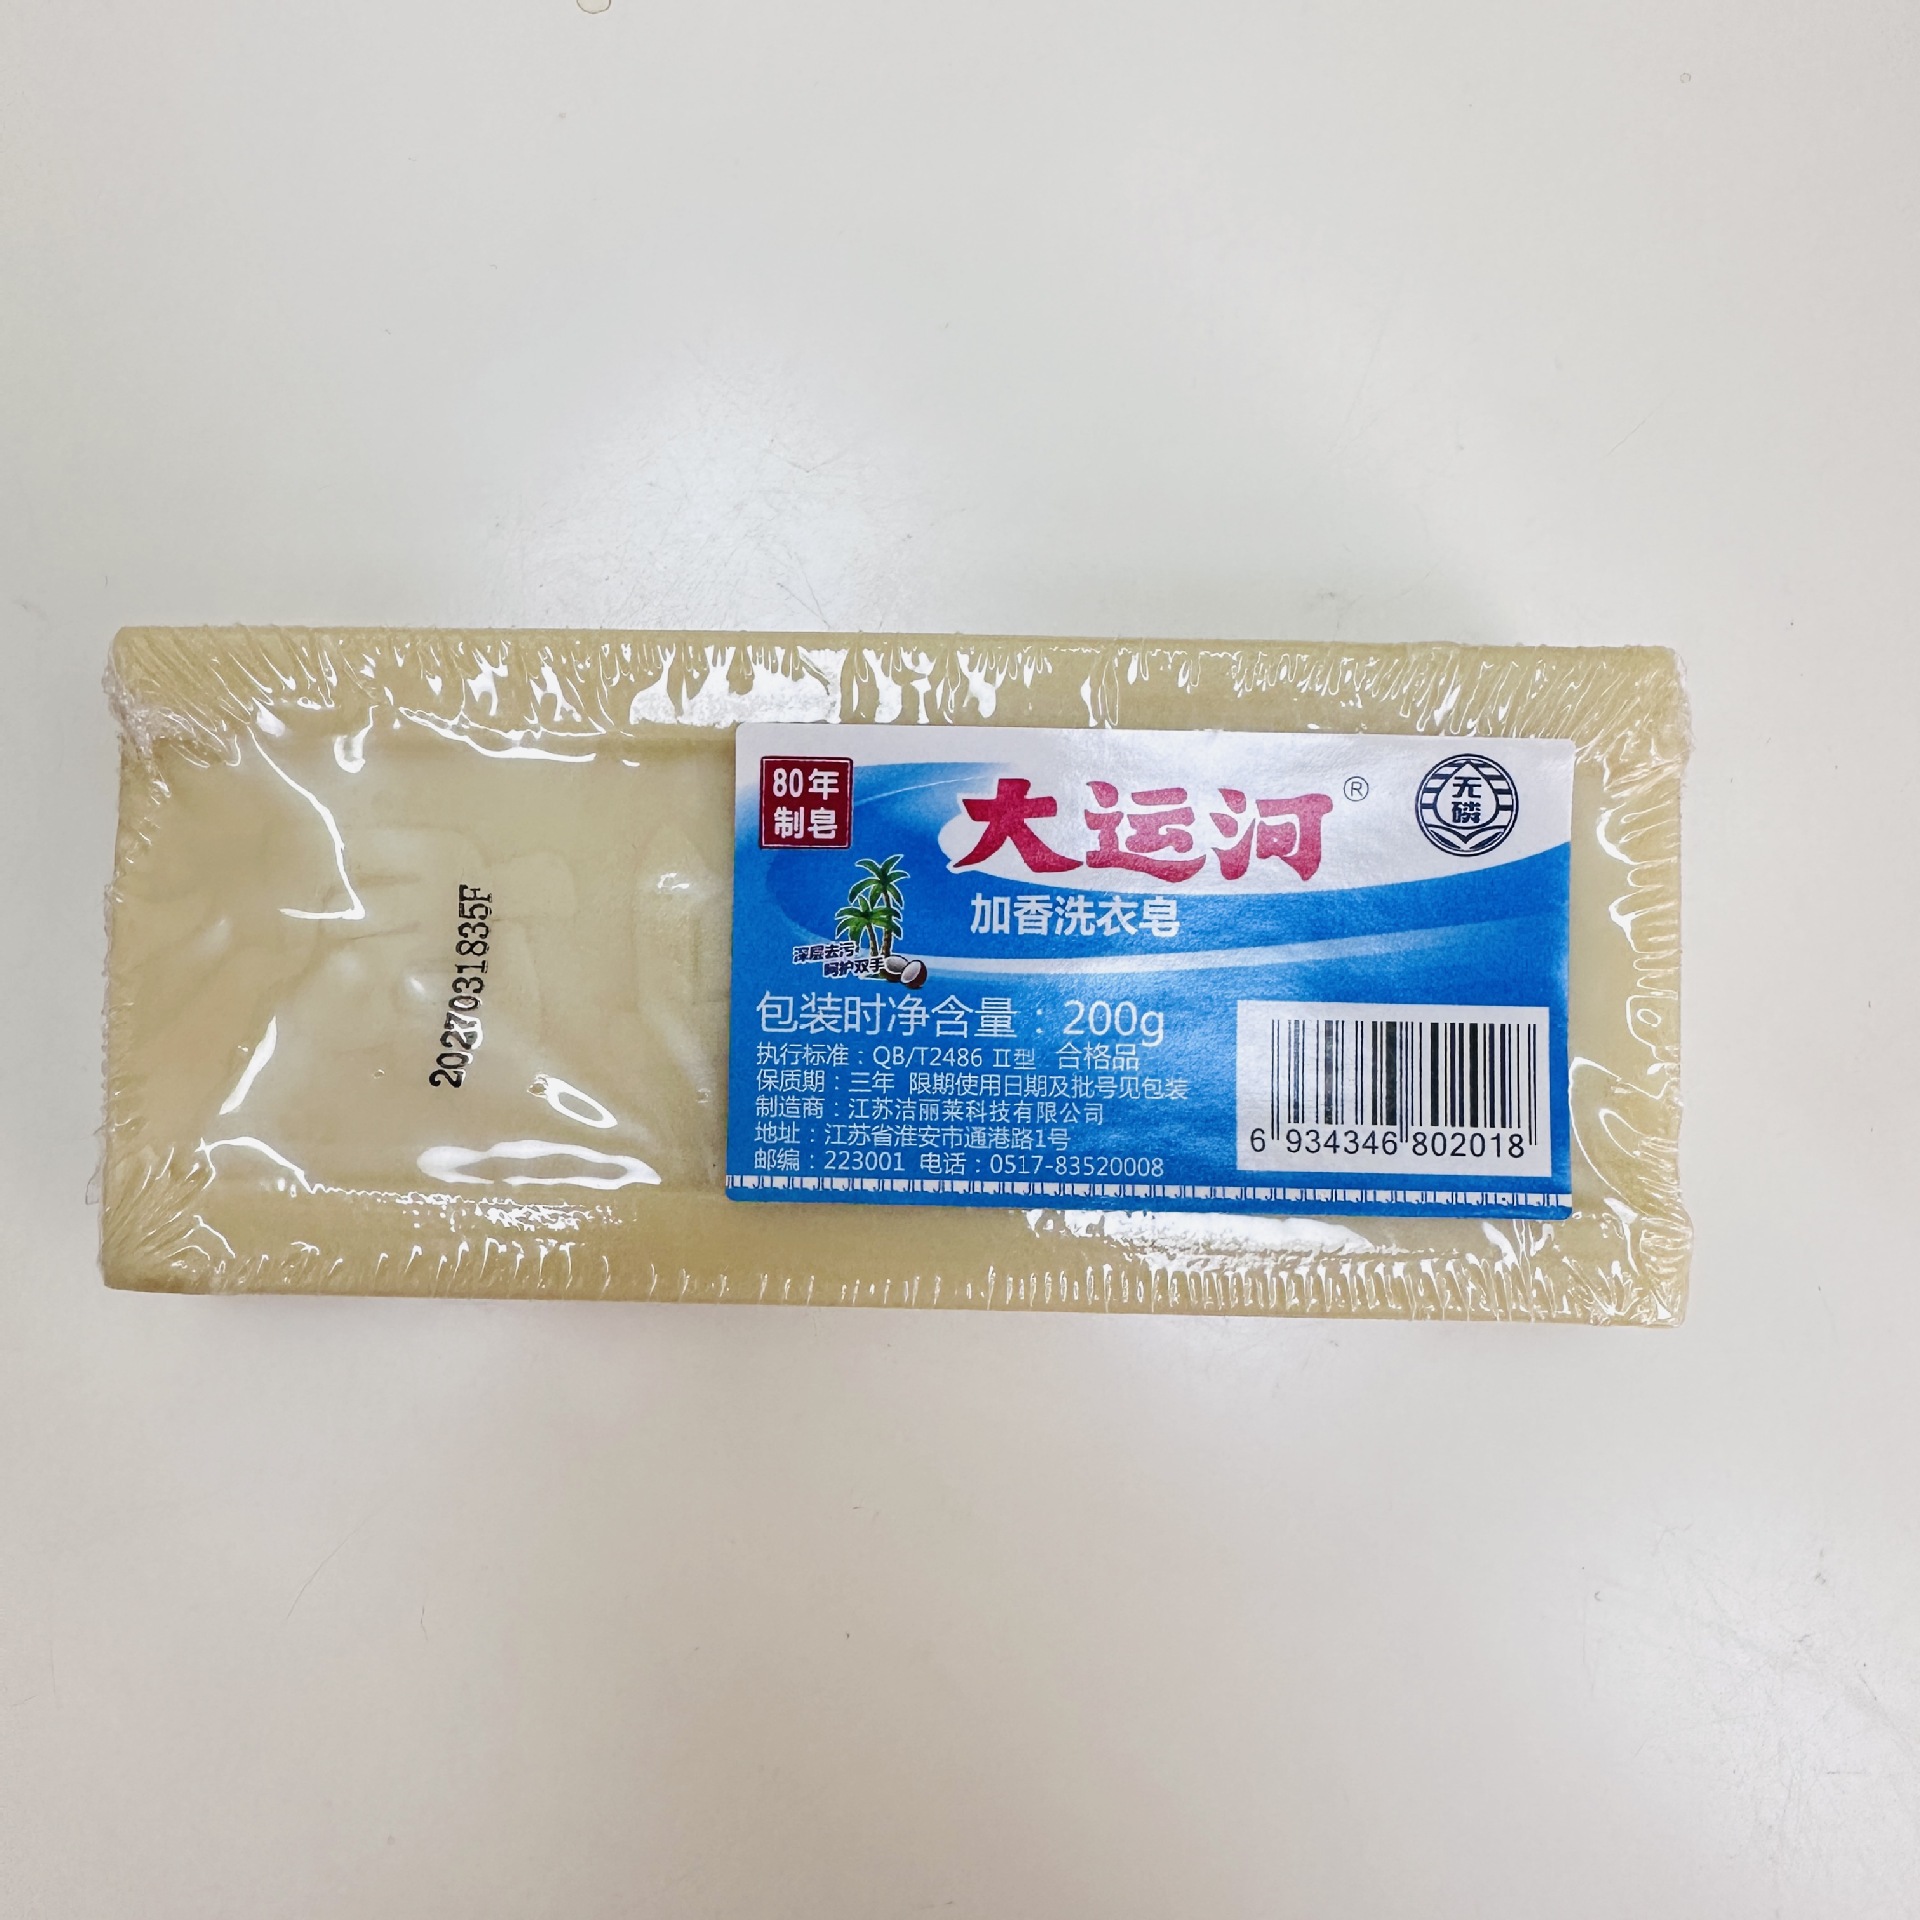 2027031835F
80年
制皂
大运河®
无
磷
加香洗衣皂
深层去污
呵护双手
包装时净含量：200g
执行标准：QB/T2486 II型 合格品
保质期：三年 限期使用日期及批号见包装
制造商：江苏洁丽莱科技有限公司
地址：江苏省淮安市通港路1号
邮编：223001 电话：0517-83520008
6 934346 802018